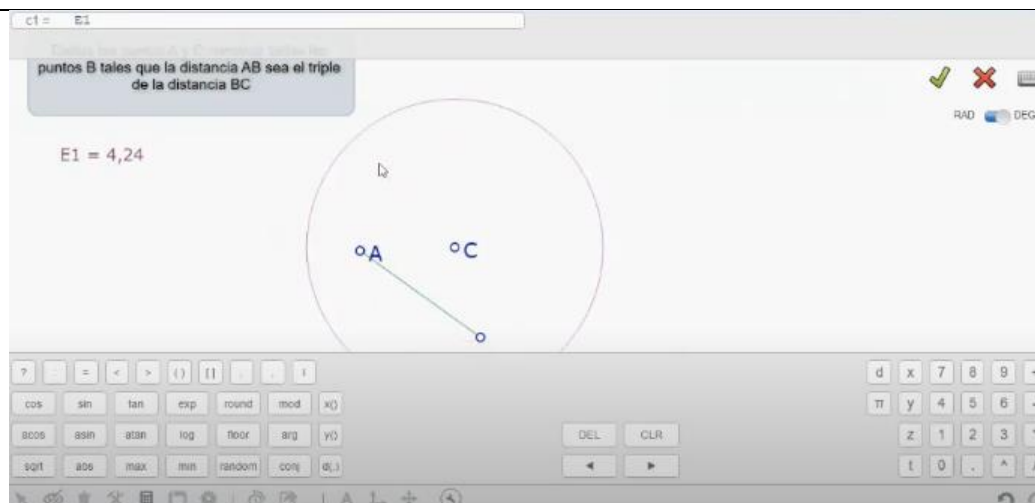 c1 = E1
puntos B tales que la distancia AB sea el triple
de la distancia BC
RAD DEG
E1 = 4,24
A
C
? = < > () [] . , !
d x 7 8 9
cos sin tan exp round mod x()
π y 4 5 6
acos asin atan log floor arg y()
DEL CLR
z 1 2 3
sqrt abs max min random conj d(,)
◄ ►
t 0 . ^ /
A